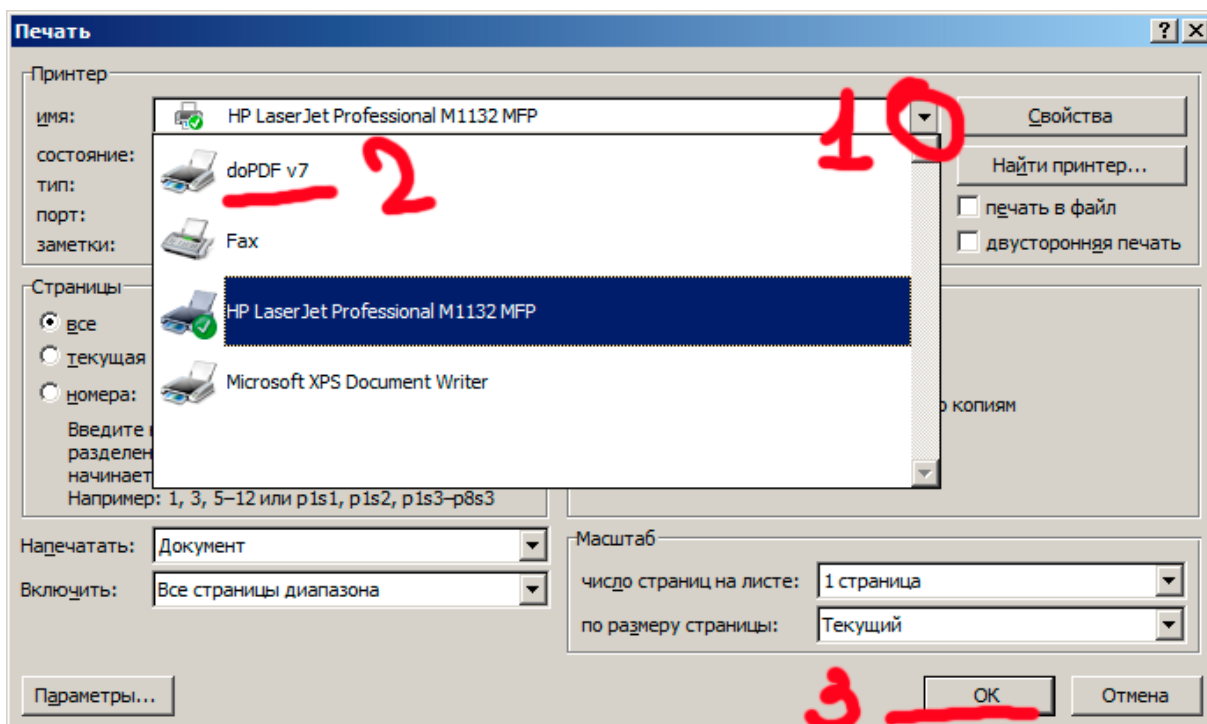 Печать
Принтер
имя:
HP LaserJet Professional M1132 MFP
1
Свойства
состояние:
doPDF v7
2
Найти принтер...
тип:
порт:
Fax
печать в файл
заметки:
двусторонняя печать
Страницы
HP LaserJet Professional M1132 MFP
все
текущая
Microsoft XPS Document Writer
номера:
копиям
Введите
разделен
начинает
Например: 1, 3, 5–12 или p1s1, p1s2, p1s3–p8s3
Напечатать:
Документ
Включить:
Все страницы диапазона
Масштаб
число страниц на листе:
1 страница
по размеру страницы:
Текущий
Параметры...
3
ОК
Отмена